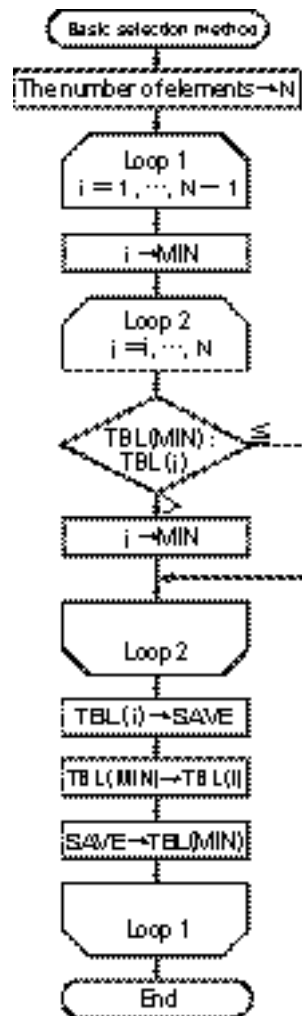 Basic selection method
The number of elements→N
Loop 1
i = 1, ···, N − 1
i →MIN
Loop 2
j =i, ···, N
TBL(MIN) :
TBL(j)
≤
>
j →MIN
Loop 2
TBL(i)→SAVE
TBL(MIN)→TBL(i)
SAVE→TBL(MIN)
Loop 1
End